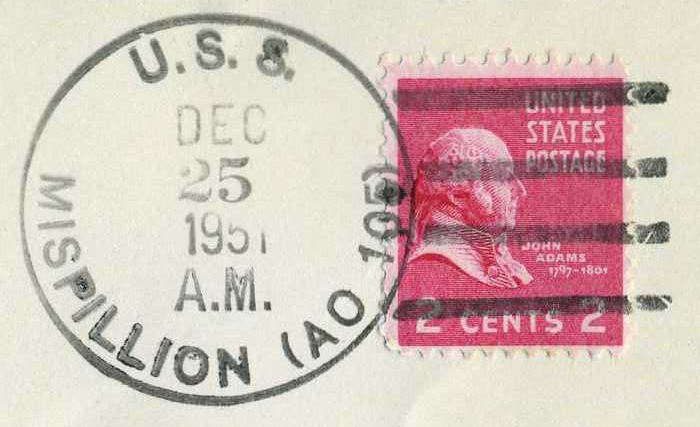 U.S.S.
DEC
25
1951
A.M.
MISPILLION (AO 105)
UNITED
STATES
POSTAGE
JOHN
ADAMS
1797-1801
2 CENTS 2